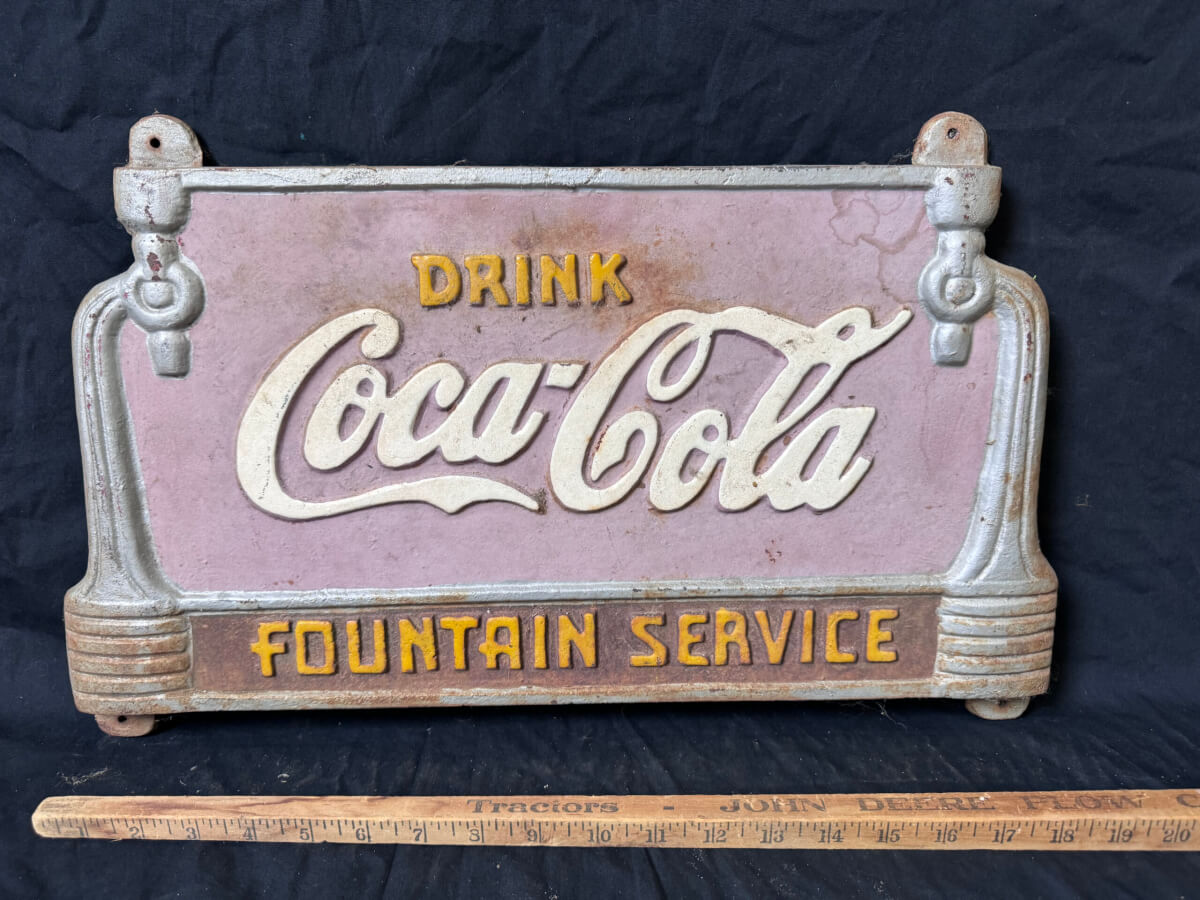 DRINK
Coca-Cola
FOUNTAIN SERVICE
Tractors - JOHN DEERE PLOW C
1 2 3 4 5 6 7 8 9 10 11 12 13 14 15 16 17 18 19 20